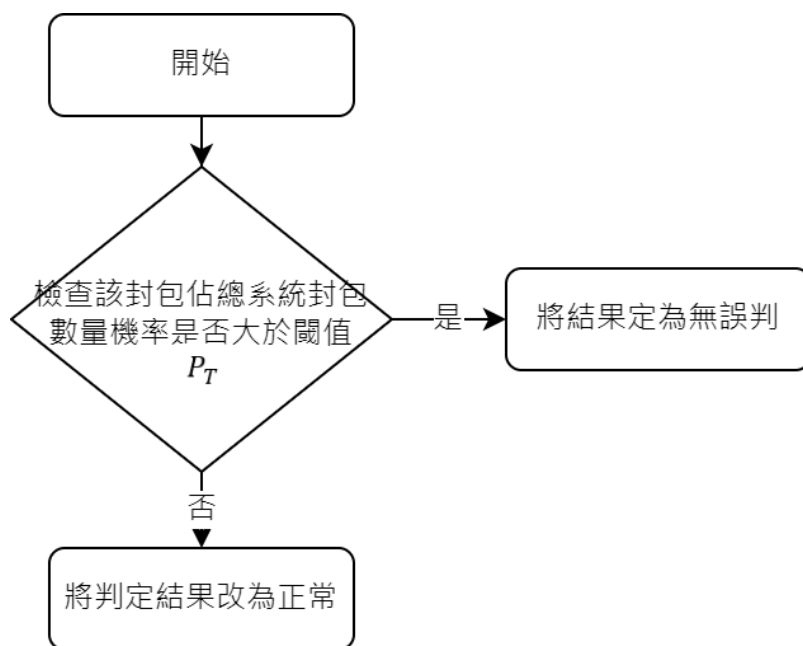 開始
檢查該封包佔總系統封包
數量機率是否大於閾值
P_T
是
將結果定為無誤判
否
將判定結果改為正常